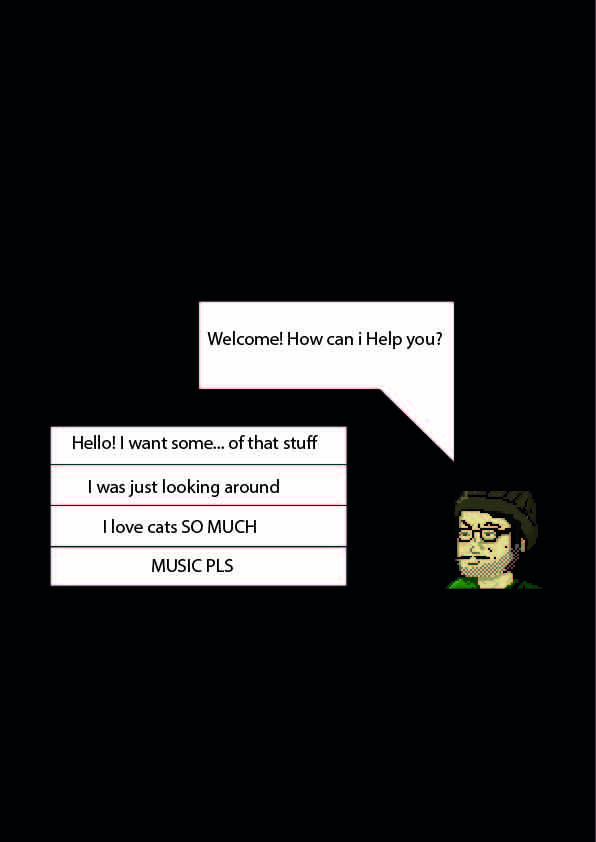 Welcome! How can i Help you?
Hello! I want some... of that stuff
I was just looking around
I love cats SO MUCH
MUSIC PLS